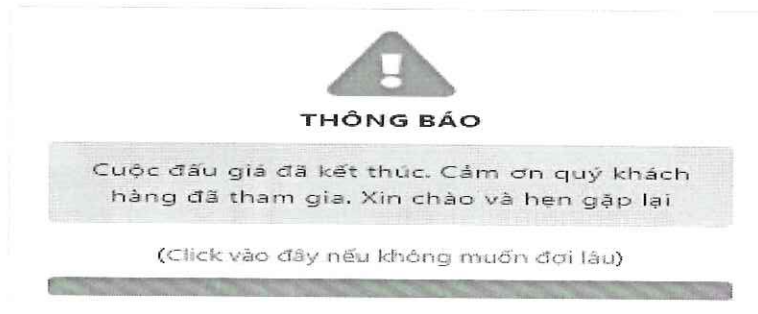 THÔNG BÁO
Cuộc đấu giá đã kết thúc. Cảm ơn quý khách
hàng đã tham gia. Xin chào và hẹn gặp lại
(Click vào đây nếu không muốn đợi lâu)